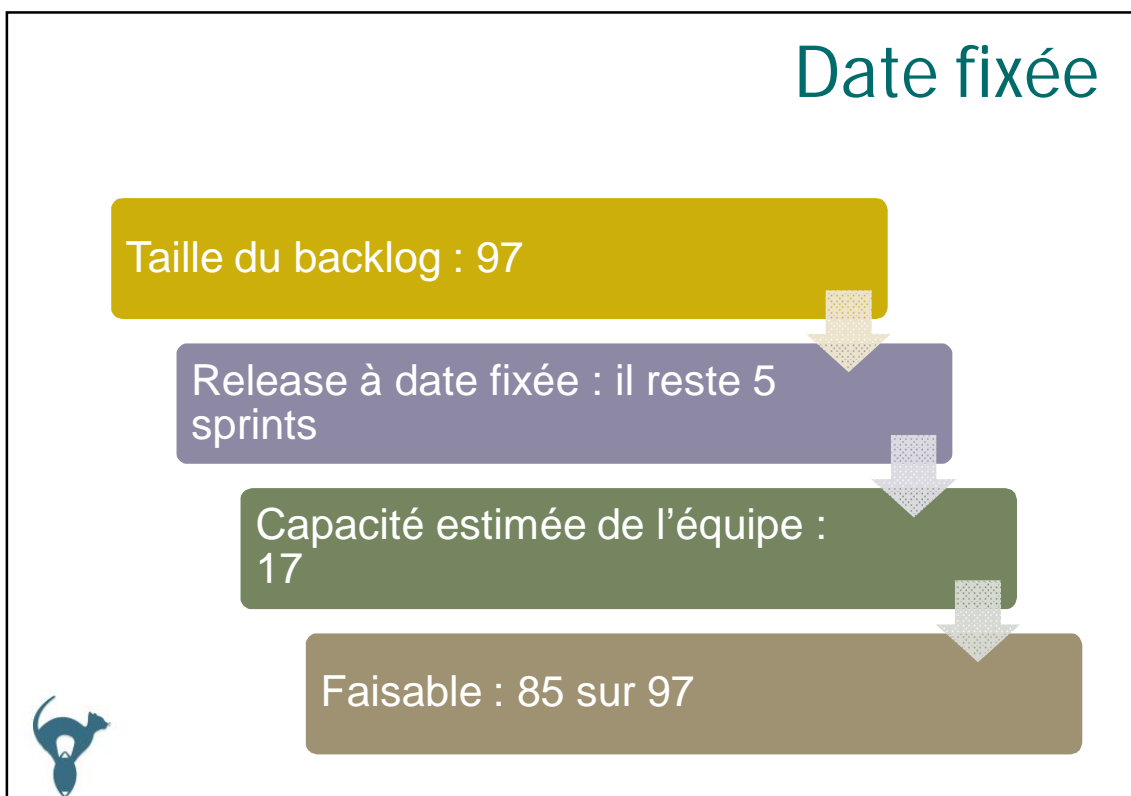 Date fixée
Taille du backlog : 97
Release à date fixée : il reste 5
sprints
Capacité estimée de l’équipe :
17
Faisable : 85 sur 97